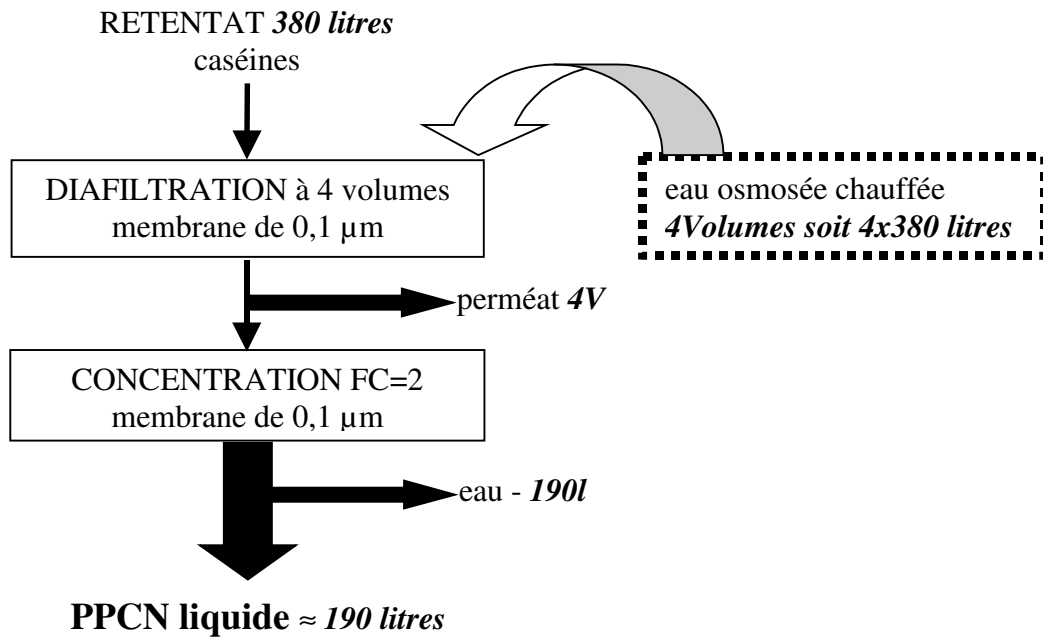 RETENTAT 380 litres
caséines
DIAFILTRATION à 4 volumes
membrane de 0,1 µm
eau osmosée chauffée
4Volumes soit 4x380 litres
perméat 4V
CONCENTRATION FC=2
membrane de 0,1 µm
eau - 190l
PPCN liquide ≈ 190 litres